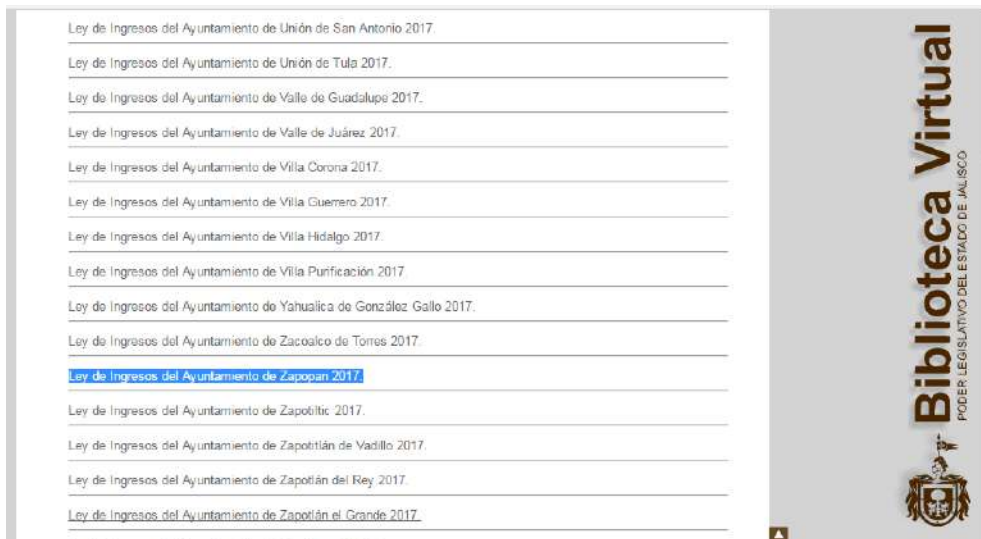 Ley de Ingresos del Ayuntamiento de Unión de San Antonio 2017.
Ley de Ingresos del Ayuntamiento de Unión de Tula 2017.
Ley de Ingresos del Ayuntamiento de Valle de Guadalupe 2017.
Ley de Ingresos del Ayuntamiento de Valle de Juárez 2017.
Ley de Ingresos del Ayuntamiento de Villa Corona 2017.
Ley de Ingresos del Ayuntamiento de Villa Guerrero 2017.
Ley de Ingresos del Ayuntamiento de Villa Hidalgo 2017.
Ley de Ingresos del Ayuntamiento de Villa Purificación 2017.
Ley de Ingresos del Ayuntamiento de Yahualica de González Gallo 2017.
Ley de Ingresos del Ayuntamiento de Zacoalco de Torres 2017.
Ley de Ingresos del Ayuntamiento de Zapopan 2017.
Ley de Ingresos del Ayuntamiento de Zapotiltic 2017.
Ley de Ingresos del Ayuntamiento de Zapotitlán de Vadillo 2017.
Ley de Ingresos del Ayuntamiento de Zapotlán del Rey 2017.
Ley de Ingresos del Ayuntamiento de Zapotlán el Grande 2017.
Biblioteca Virtual
PODER LEGISLATIVO DEL ESTADO DE JALISCO